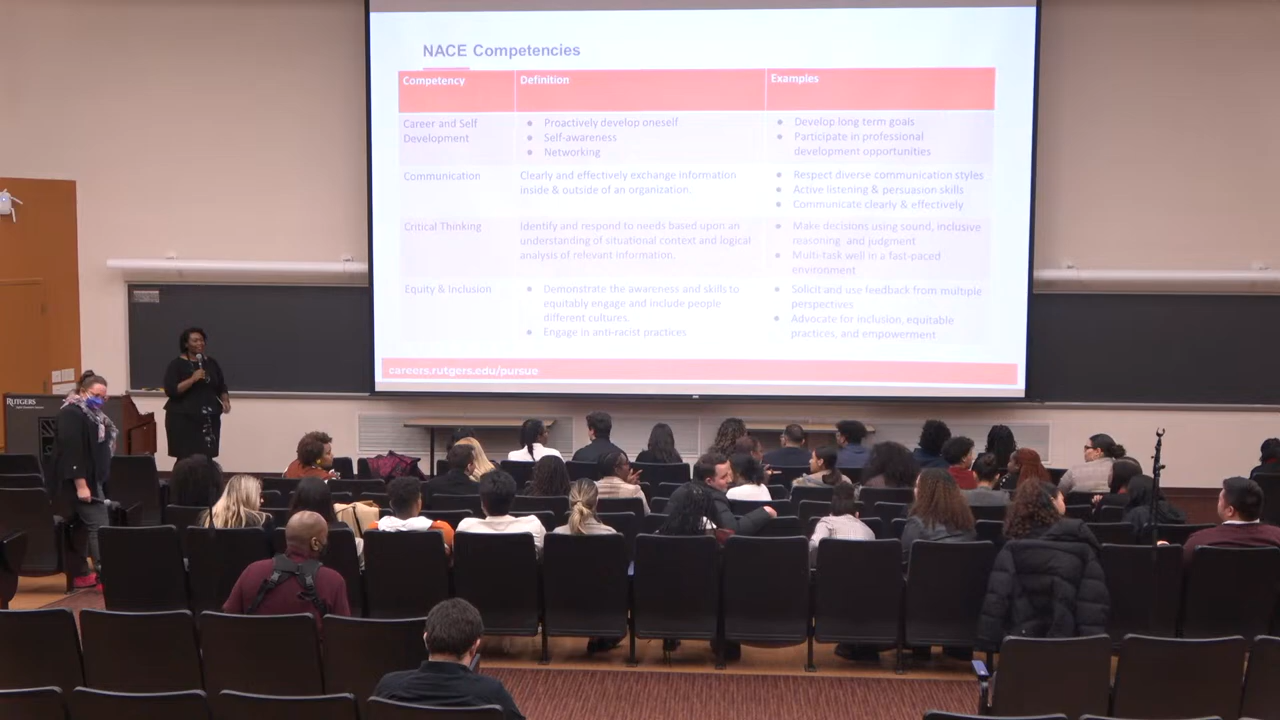 NACE Competencies
Competency Definition Examples
Career and Self
Development
● Proactively develop oneself
● Self-awareness
● Networking
● Develop long term goals
● Participate in professional
development opportunities
Communication
Clearly and effectively exchange information
inside & outside of an organization.
● Respect diverse communication styles
● Active listening & persuasion skills
● Communicate clearly & effectively
Critical Thinking
Identify and respond to needs based upon an
understanding of situational context and logical
analysis of relevant information.
● Make decisions using sound, inclusive
reasoning and judgment
● Multi-task well in a fast-paced
environment
Equity & Inclusion
● Demonstrate the awareness and skills to
equitably engage and include people
different cultures.
● Engage in anti-racist practices
● Solicit and use feedback from multiple
perspectives
● Advocate for inclusion, equitable
practices, and empowerment
careers.rutgers.edu/pursue
RUTGERS